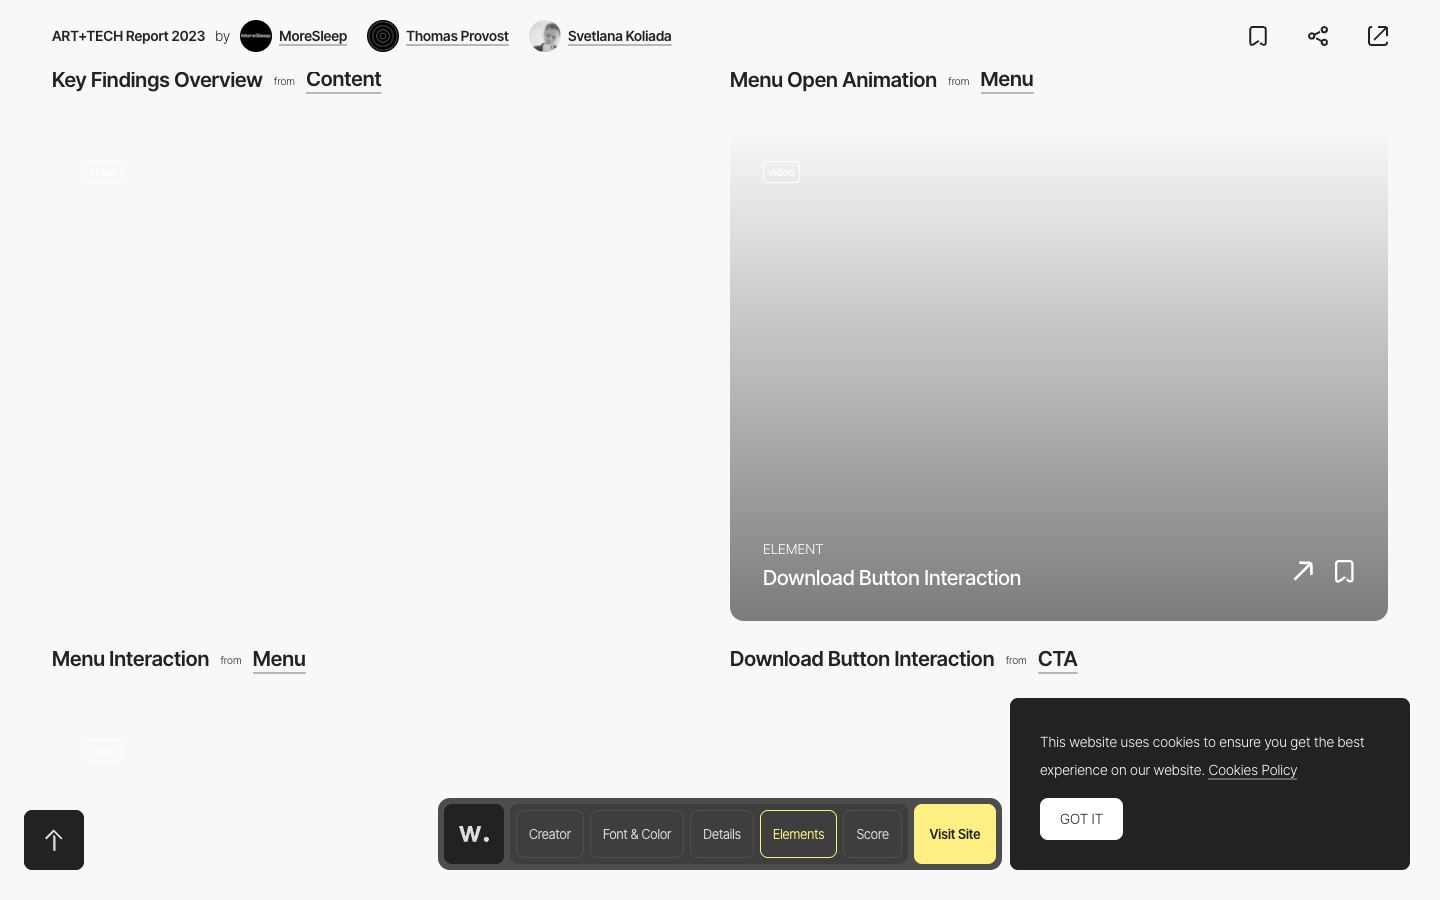 ART+TECH Report 2023 by MoreSleep Thomas Provost Svetlana Koliada
Key Findings Overview from Content
Menu Open Animation from Menu
video
video
ELEMENT
Download Button Interaction
Menu Interaction from Menu
Download Button Interaction from CTA
video
This website uses cookies to ensure you get the best
experience on our website. Cookies Policy
GOT IT
W. Creator Font & Color Details Elements Score Visit Site